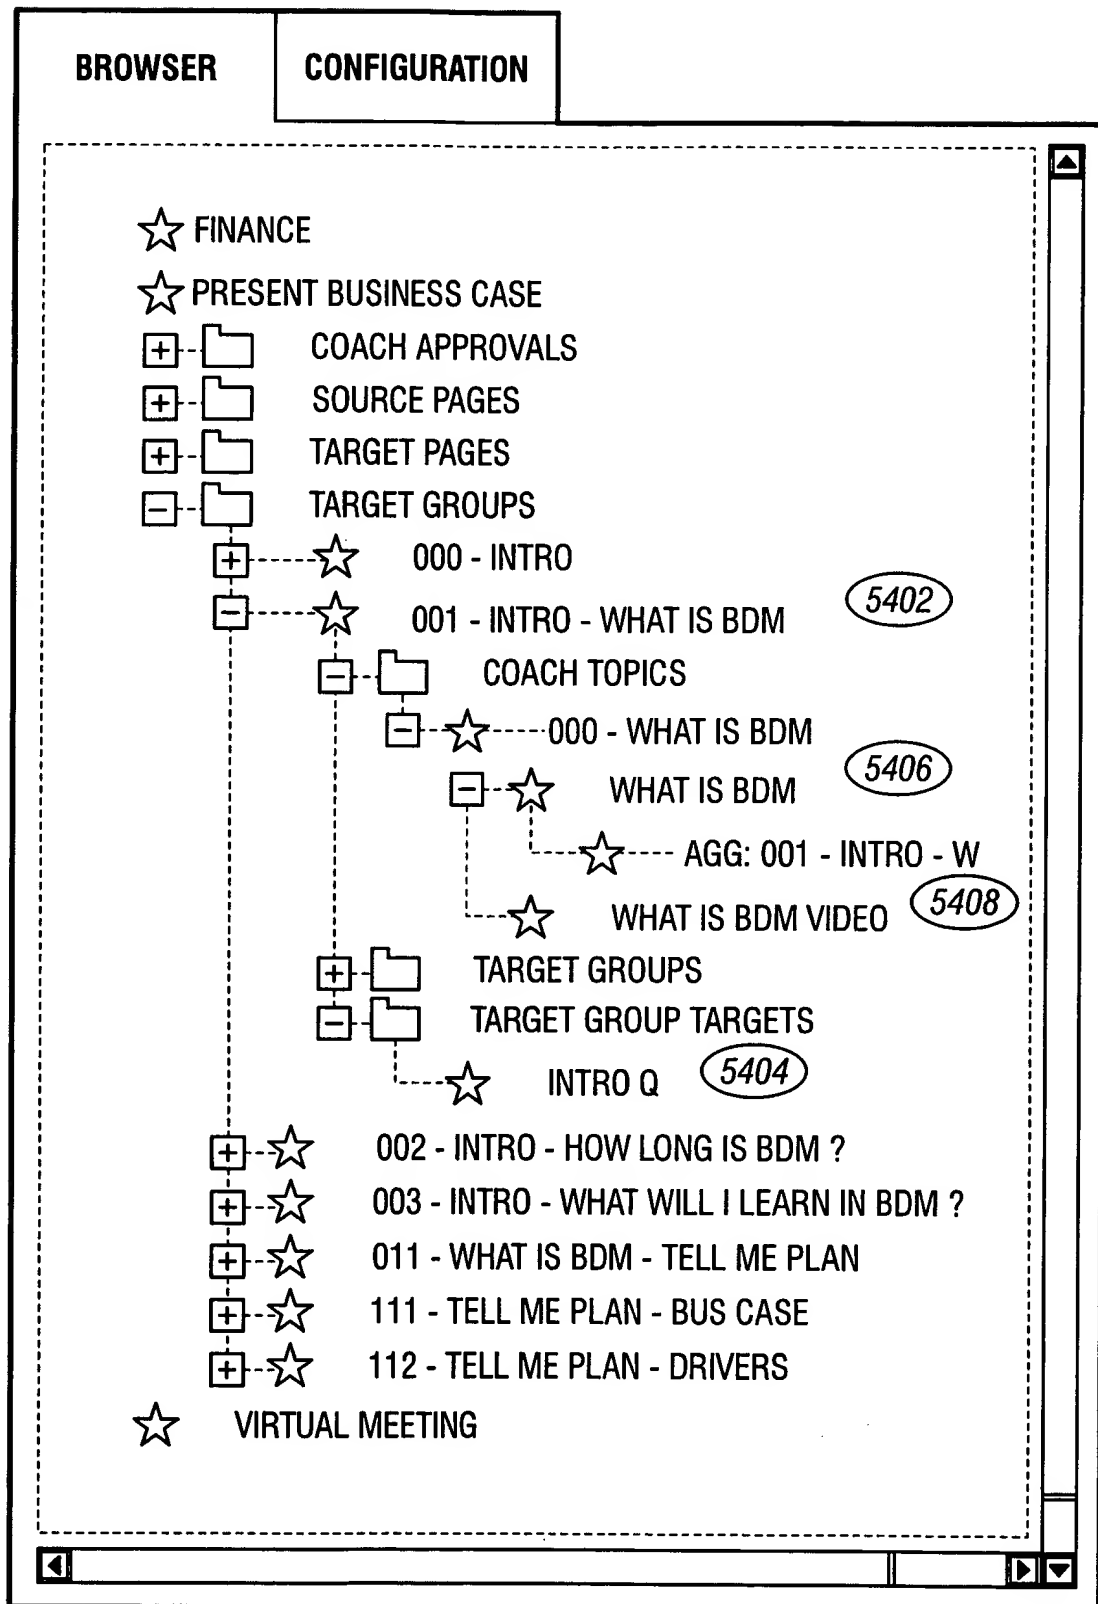 BROWSER CONFIGURATION
FINANCE
PRESENT BUSINESS CASE
COACH APPROVALS
SOURCE PAGES
TARGET PAGES
TARGET GROUPS
000 - INTRO
001 - INTRO - WHAT IS BDM 5402
COACH TOPICS
000 - WHAT IS BDM
WHAT IS BDM 5406
AGG: 001 - INTRO - W
WHAT IS BDM VIDEO 5408
TARGET GROUPS
TARGET GROUP TARGETS
INTRO Q 5404
002 - INTRO - HOW LONG IS BDM ?
003 - INTRO - WHAT WILL I LEARN IN BDM ?
011 - WHAT IS BDM - TELL ME PLAN
111 - TELL ME PLAN - BUS CASE
112 - TELL ME PLAN - DRIVERS
VIRTUAL MEETING